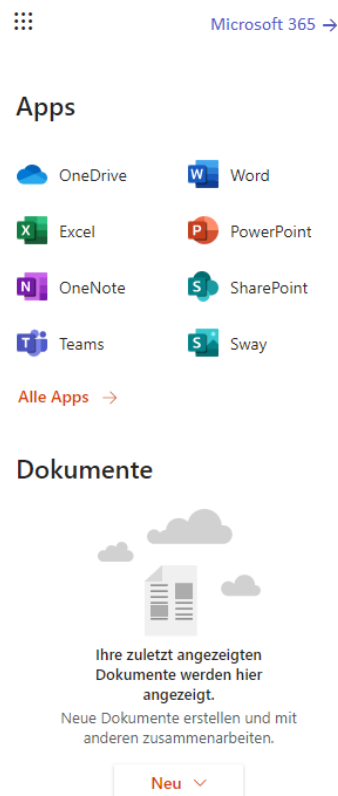 Microsoft 365 →
Apps
OneDrive
Word
Excel
PowerPoint
OneNote
SharePoint
Teams
Sway
Alle Apps →
Dokumente
Ihre zuletzt angezeigten
Dokumente werden hier
angezeigt.
Neue Dokumente erstellen und mit
anderen zusammenarbeiten.
Neu